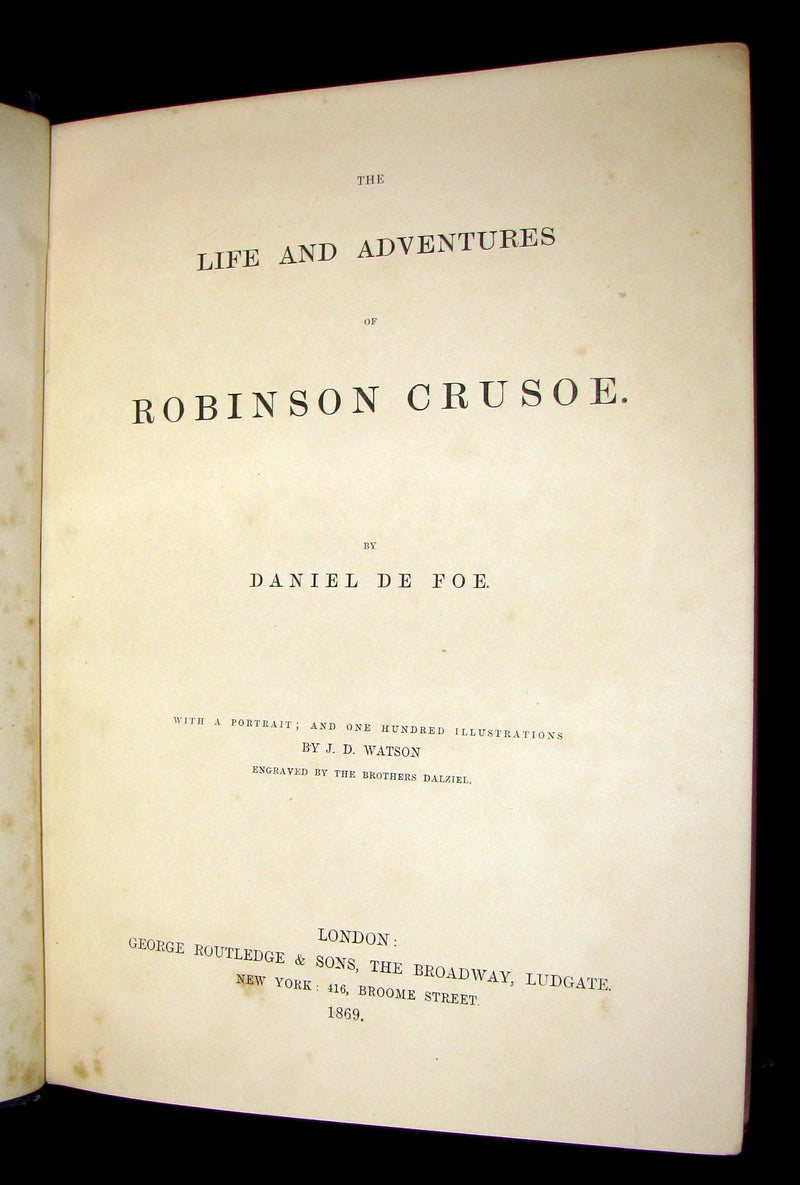 THE
LIFE AND ADVENTURES
OF
ROBINSON CRUSOE.
BY
DANIEL DE FOE.
WITH A PORTRAIT; AND ONE HUNDRED ILLUSTRATIONS
BY J. D. WATSON
ENGRAVED BY THE BROTHERS DALZIEL.
LONDON:
GEORGE ROUTLEDGE & SONS, THE BROADWAY, LUDGATE.
NEW YORK: 416, BROOME STREET.
1869.